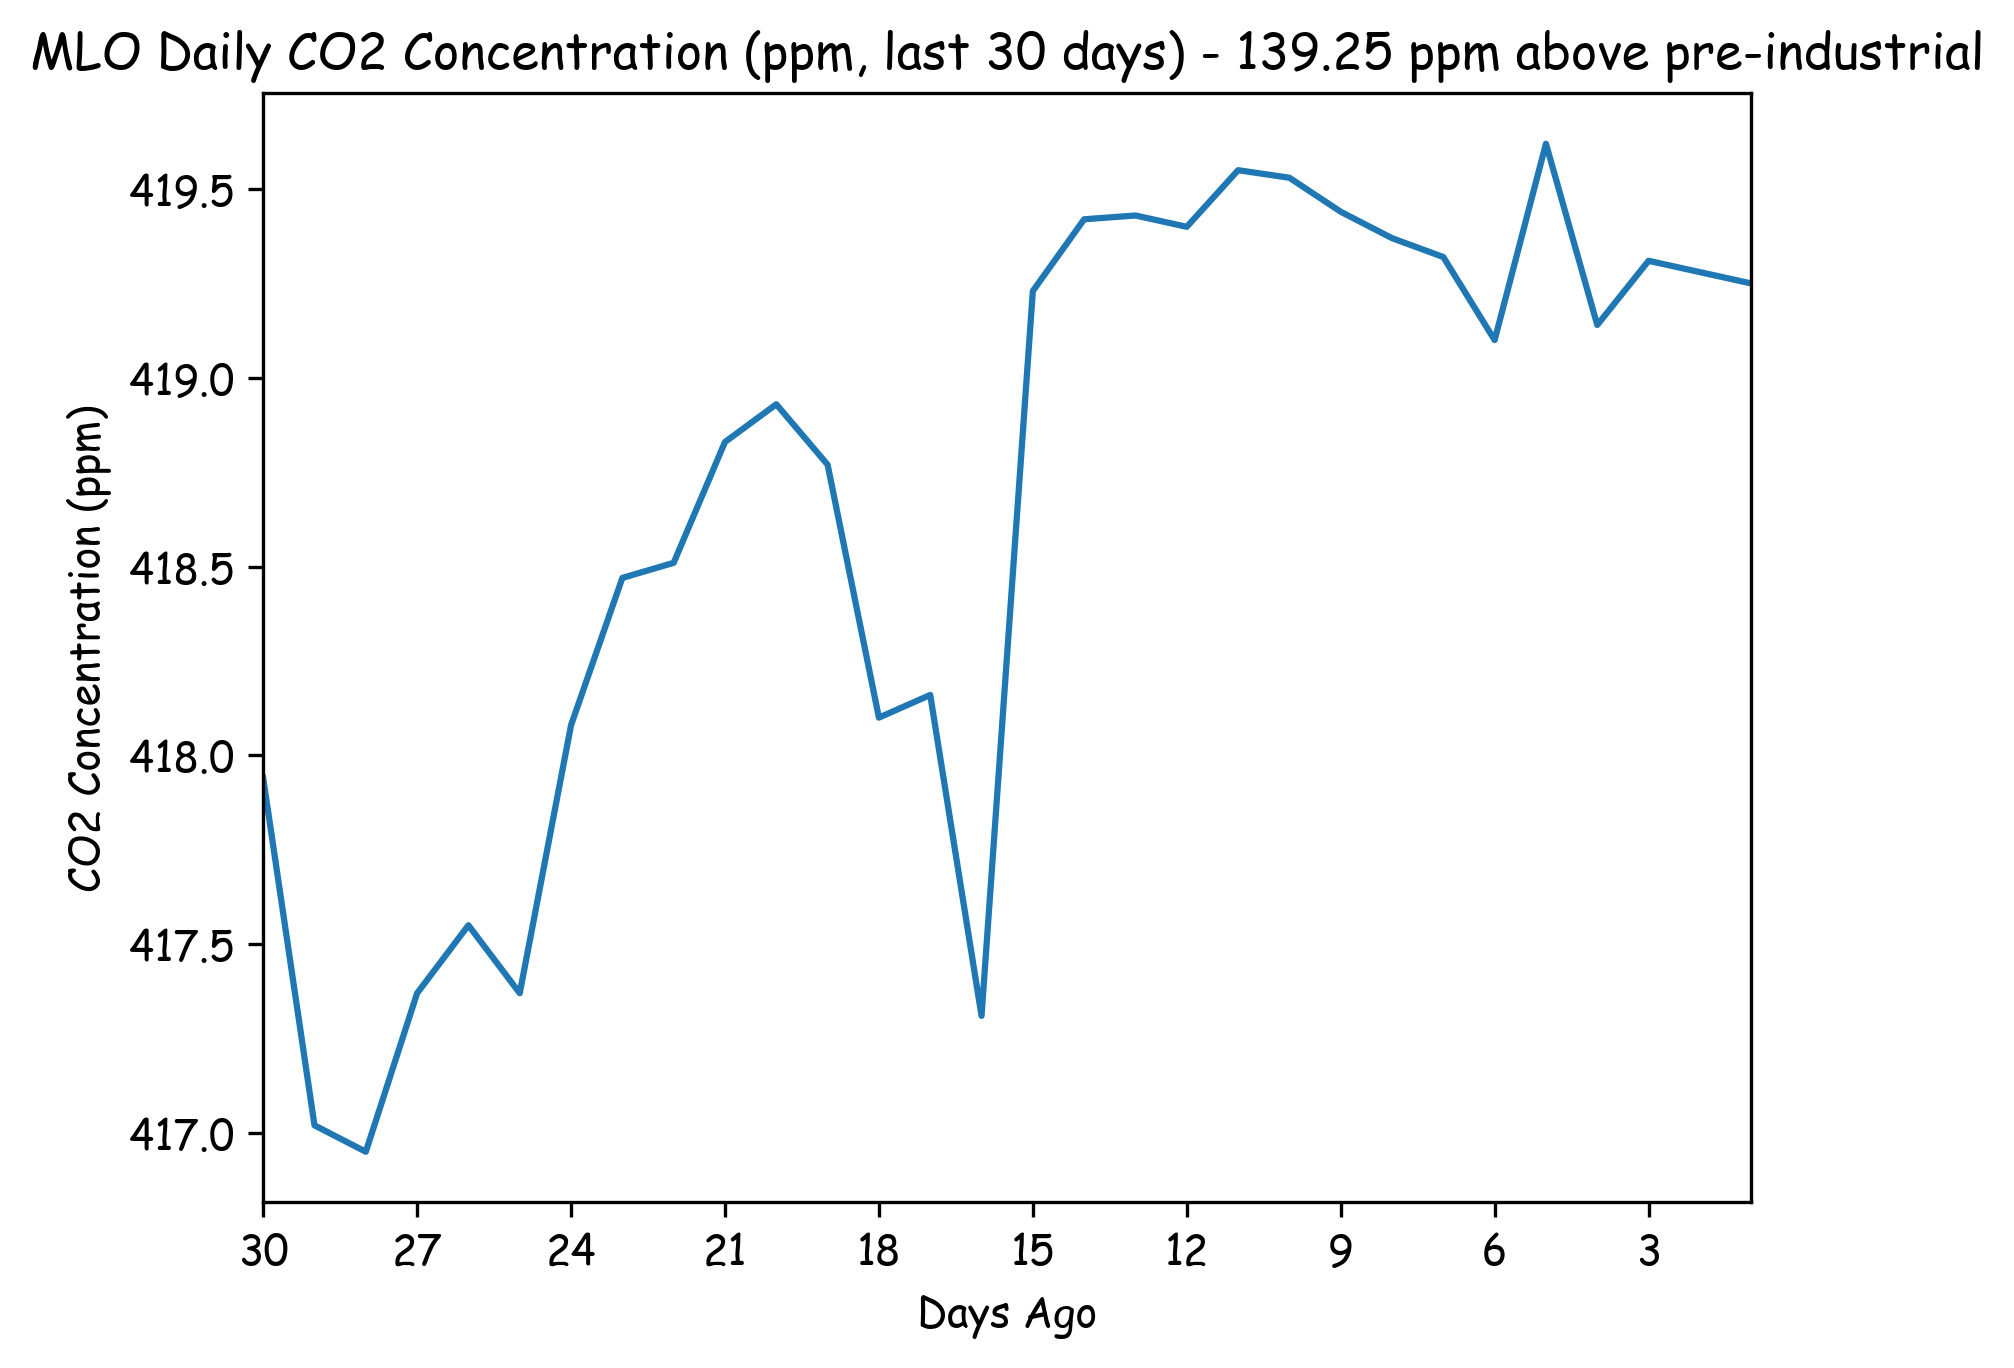 MLO Daily CO2 Concentration (ppm, last 30 days) - 139.25 ppm above pre-industrial
CO2 Concentration (ppm)
419.5
419.0
418.5
418.0
417.5
417.0
30 27 24 21 18 15 12 9 6 3
Days Ago